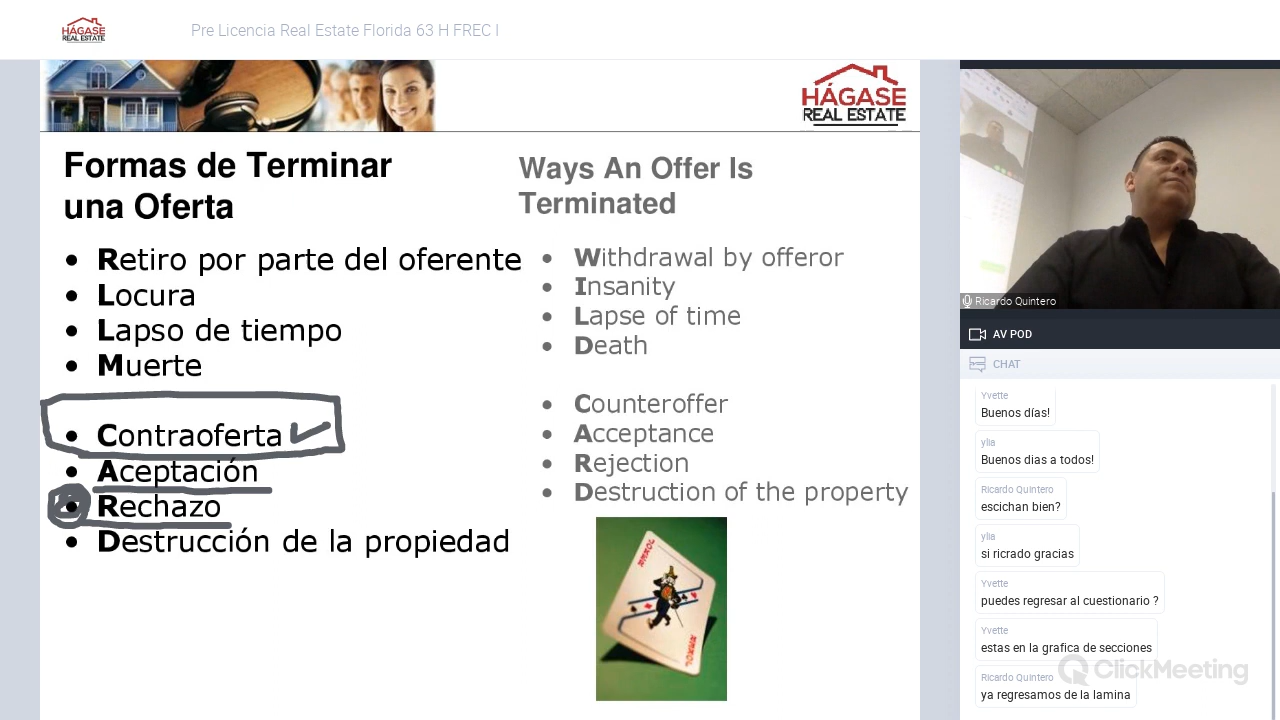 HÁGASE
REAL ESTATE
Pre Licencia Real Estate Florida 63 H FREC I
HÁGASE
REAL ESTATE
Formas de Terminar
una Oferta
Retiro por parte del oferente
Locura
Lapso de tiempo
Muerte
Contraoferta
Aceptación
Rechazo
Destrucción de la propiedad
Ways An Offer Is
Terminated
Withdrawal by offeror
Insanity
Lapse of time
Death
Counteroffer
Acceptance
Rejection
Destruction of the property
JOKER
JOKER
Ricardo Quintero
AV POD
CHAT
Yvette
Buenos días!
ylia
Buenos dias a todos!
Ricardo Quintero
escichan bien?
ylia
si ricrado gracias
Yvette
puedes regresar al cuestionario ?
Yvette
estas en la grafica de secciones
Ricardo Quintero
ya regresamos de la lamina
ClickMeeting